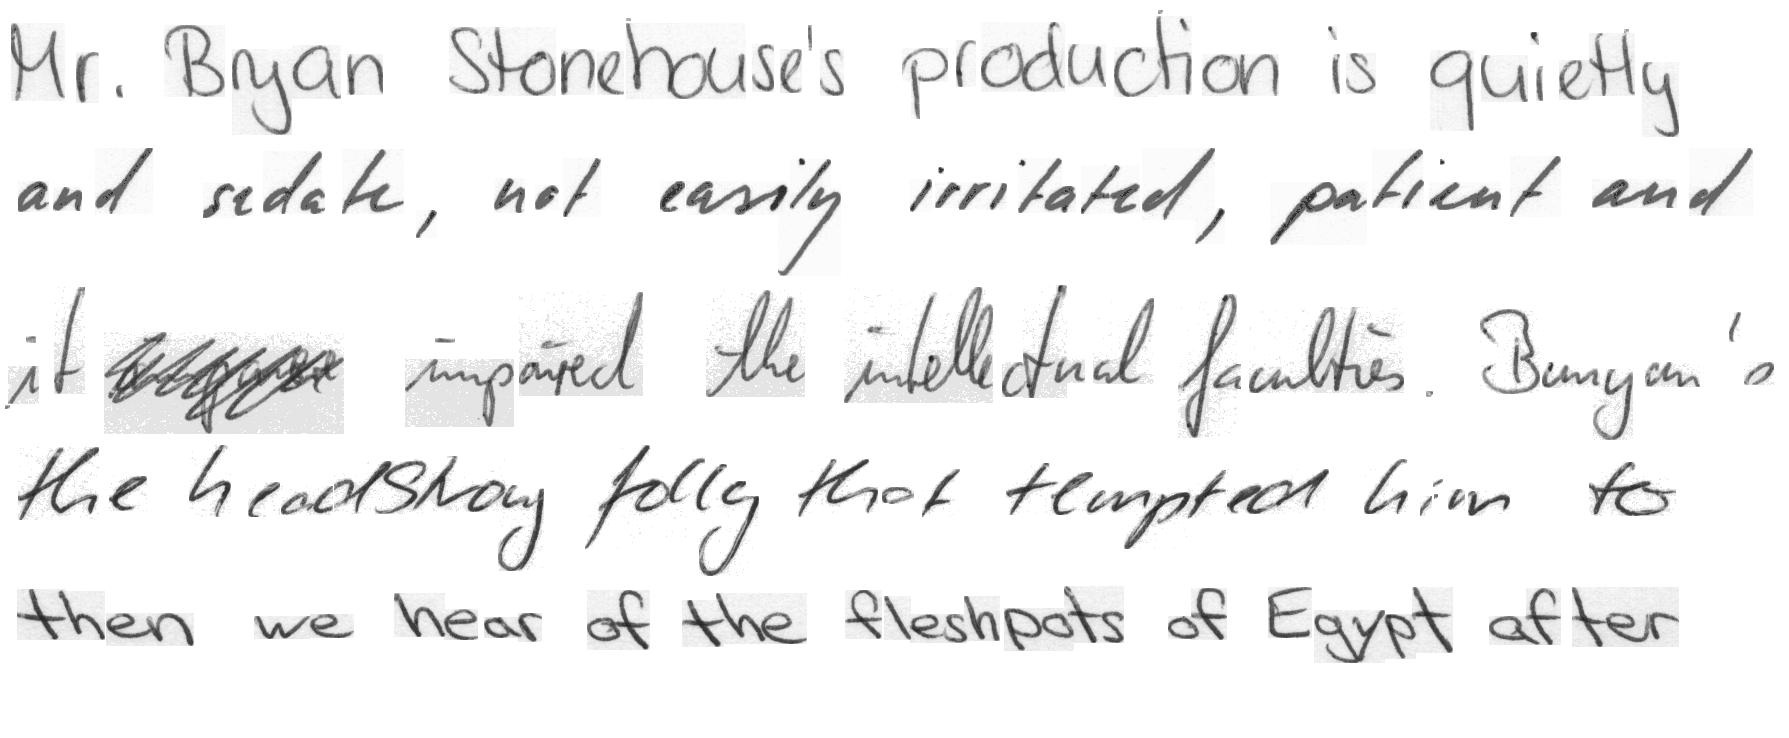 Mr. Bryan Stonehouse's production is quietly
and sedate, not easily irritated, patient and
it impaired the intellectual faculties. Bunyan's
the headstrong folly that tempted him to
then we hear of the fleshpots of Egypt after